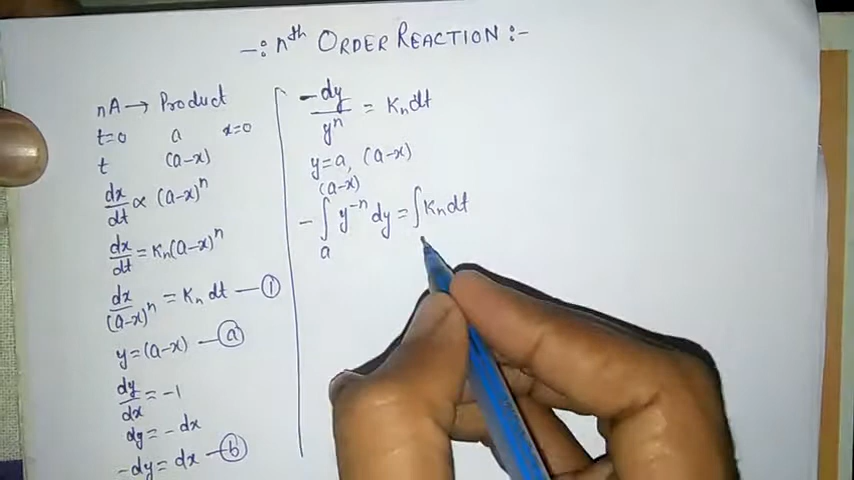 -: nth ORDER REACTION :-
nA → Product
t=0 a x=0
t (a-x)
dx/dt ∝ (a-x)^n
dx/dt = Kn(a-x)^n
dx/(a-x)^n = Kn dt — ①
y=(a-x) — ⓐ
dy/dx = -1
dy = -dx
-dy = dx — ⓑ
-dy/y^n = Kn dt
y=a, (a-x)
(a-x)
-∫ y^-n dy = ∫ Kn dt
a